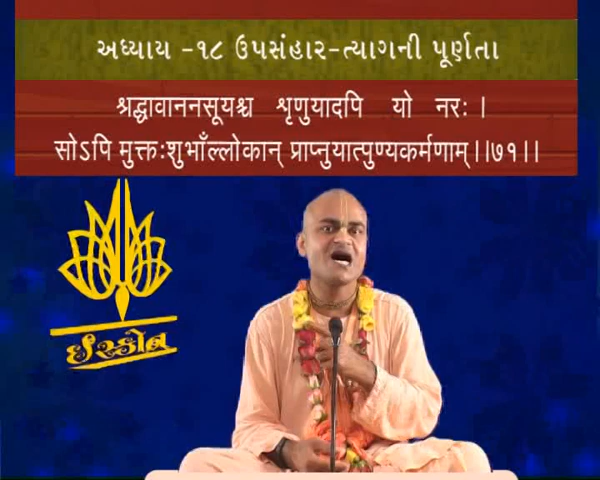 અધ્યાય -૧૮ ઉપસંહાર-ત્યાગની પૂર્ણતા
श्रद्धावाननसूयश्च शृणुयादपि यो नरः ।
सोऽपि मुक्तःशुभाँल्लोकान् प्राप्नुयात्पुण्यकर्मणाम्।।७१।।
ઈસ્કોન